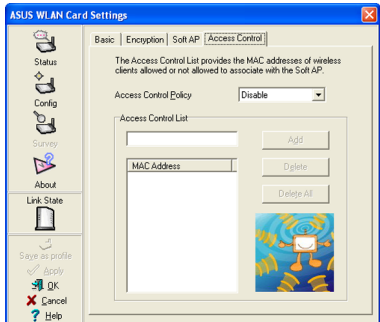 ASUS WLAN Card Settings
Status
Config
Survey
About
Link State
Save as profile
Apply
OK
Cancel
Help
Basic Encryption Soft AP Access Control
The Access Control List provides the MAC addresses of wireless
clients allowed or not allowed to associate with the Soft AP.
Access Control Policy Disable
Access Control List
Add
MAC Address
Delete
Delete All